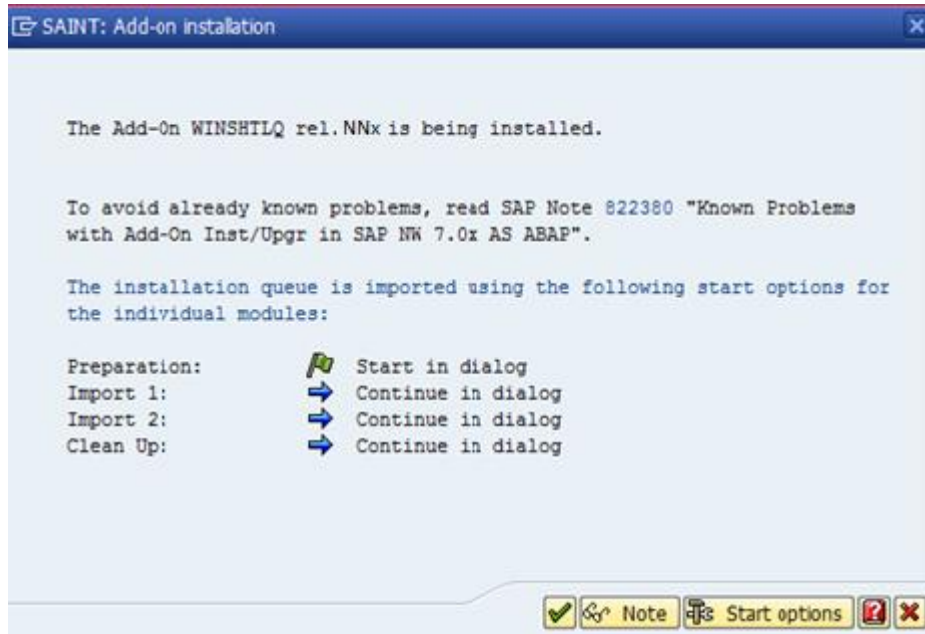 SAINT: Add-on installation
The Add-On WINSHTLQ rel. NNx is being installed.
To avoid already known problems, read SAP Note 822380 "Known Problems
with Add-On Inst/Upgr in SAP NW 7.0x AS ABAP".
The installation queue is imported using the following start options for
the individual modules:
Preparation: Start in dialog
Import 1: Continue in dialog
Import 2: Continue in dialog
Clean Up: Continue in dialog
Note Start options